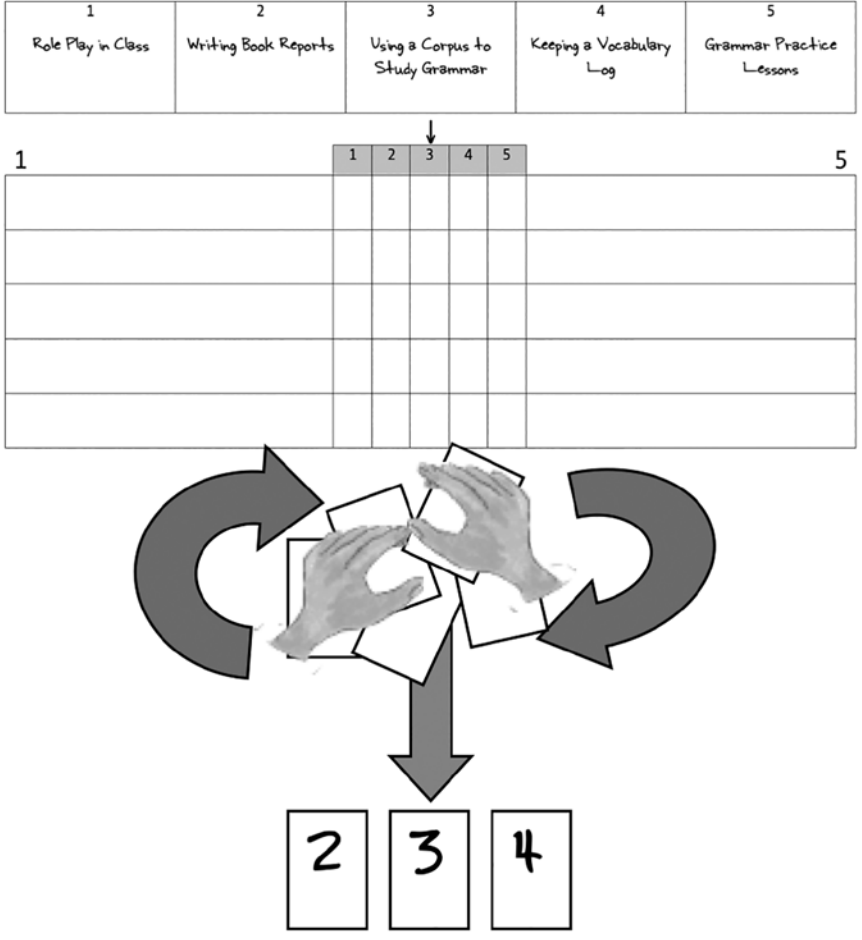 1 2 3 4 5
Role Play in Class Writing Book Reports Using a Corpus to Keeping a Vocabulary Grammar Practice
Study Grammar Log Lessons
1 1 2 3 4 5 5
2 3 4